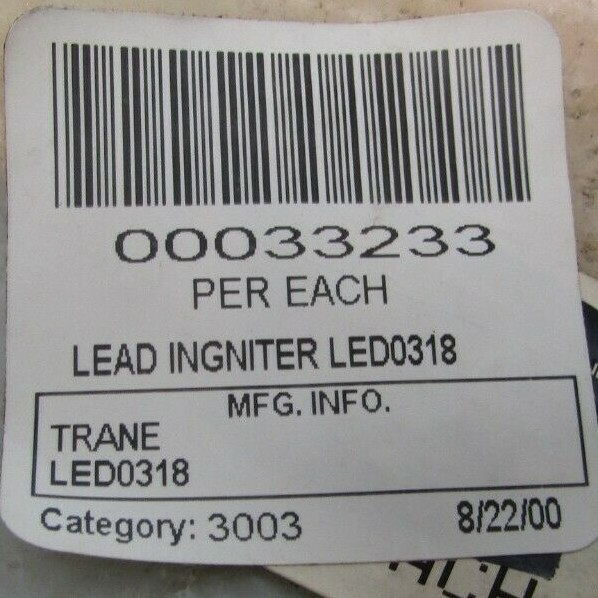 00033233
PER EACH
LEAD INGNITER LED0318
MFG. INFO.
TRANE
LED0318
Category: 3003 8/22/00